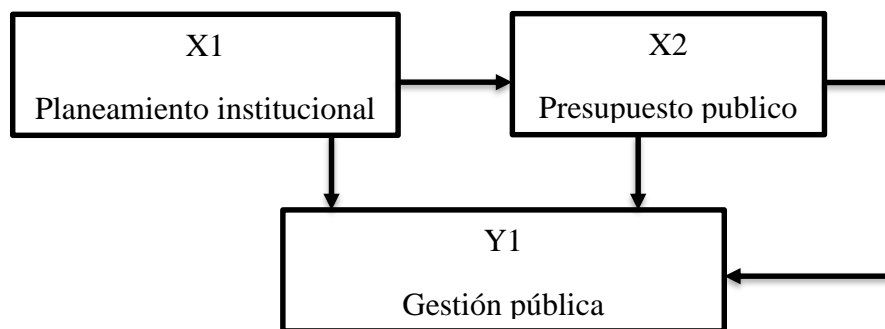 X1
Planeamiento institucional
X2
Presupuesto publico
Y1
Gestión pública